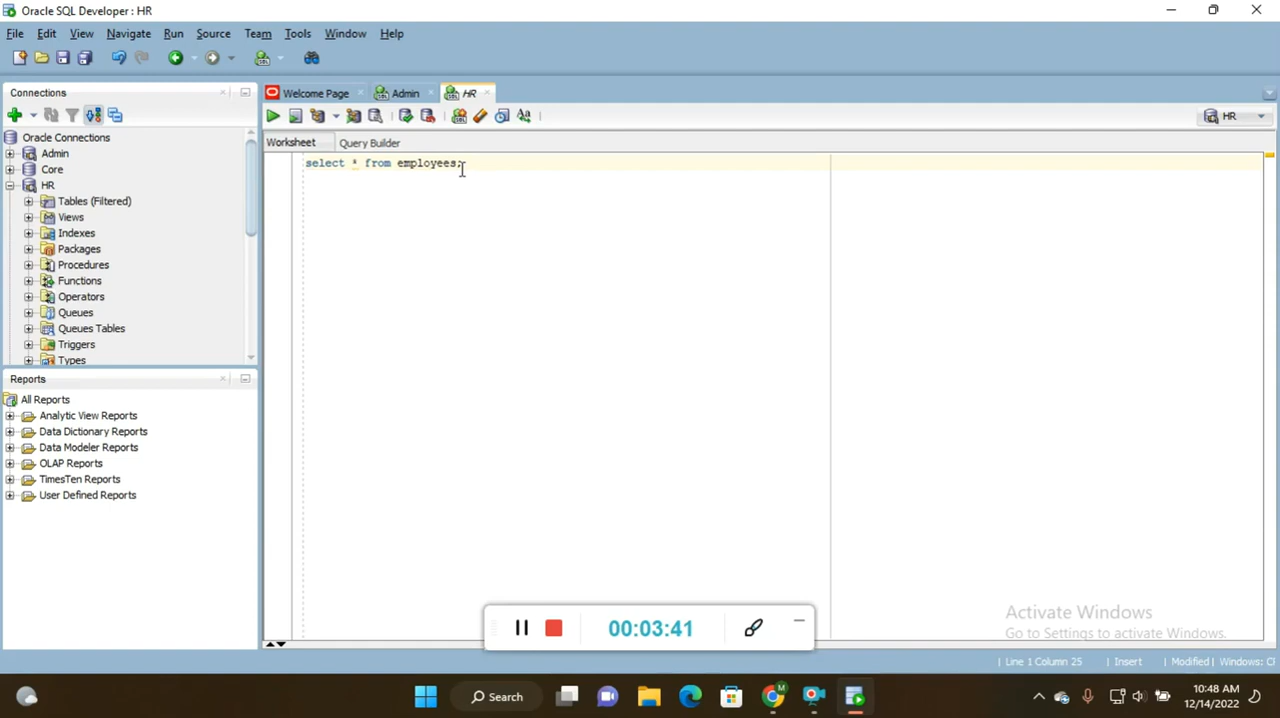 Oracle SQL Developer : HR
File Edit View Navigate Run Source Team Tools Window Help
Connections
Welcome Page
Admin
HR
HR
Worksheet
Query Builder
Oracle Connections
Admin
Core
HR
Tables (Filtered)
Views
Indexes
Packages
Procedures
Functions
Operators
Queues
Queues Tables
Triggers
Types
select * from employees;
Reports
All Reports
Analytic View Reports
Data Dictionary Reports
Data Modeler Reports
OLAP Reports
TimesTen Reports
User Defined Reports
00:03:41
Activate Windows
Go to Settings to activate Windows.
Line 1 Column 25 | Insert | Modified | Windows: C
Search
10:48 AM
12/14/2022